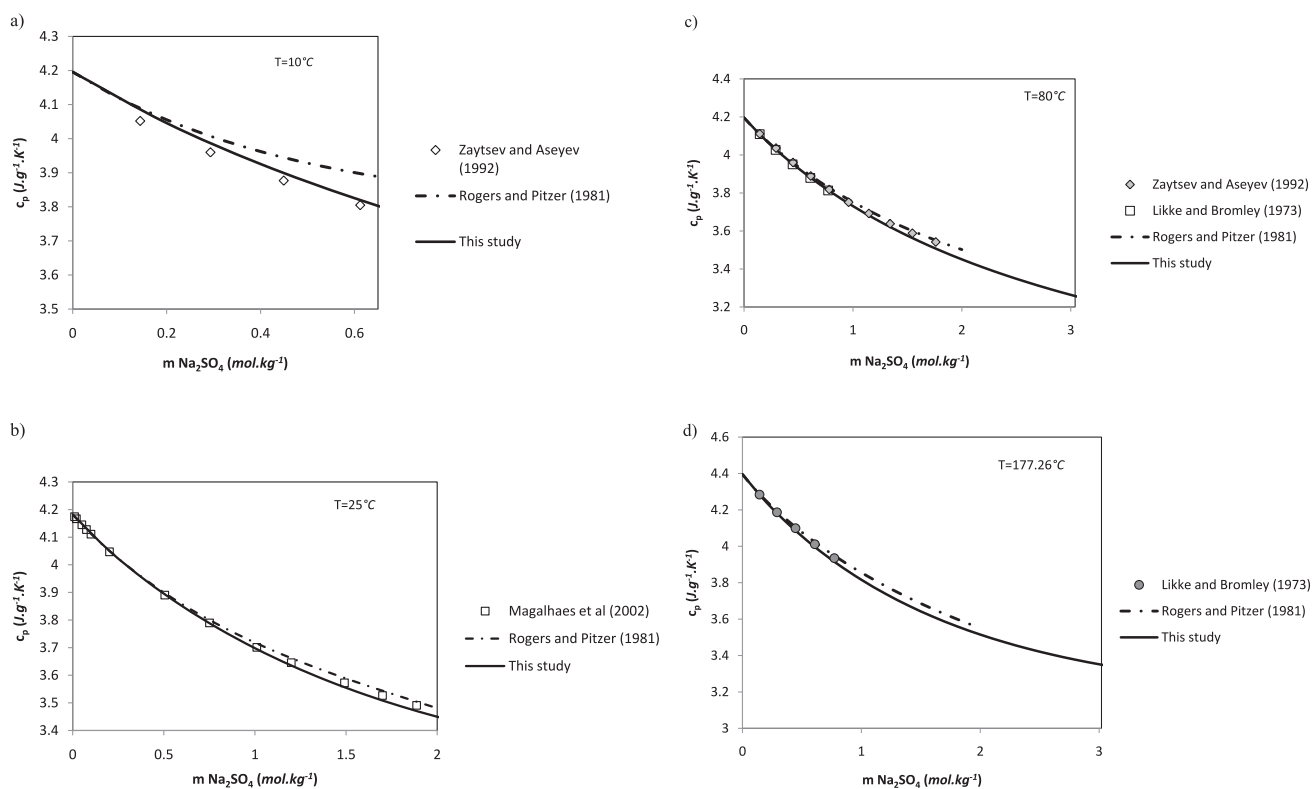 a)
T=10°C
4.3
4.2
4.1
4
3.9
3.8
3.7
3.6
3.5
0 0.2 0.4 0.6
cp (J.g-1.K-1)
m Na2SO4 (mol.kg-1)
Zaytsev and Aseyev
(1992)
Rogers and Pitzer (1981)
This study
c)
T=80°C
4.4
4.2
4
3.8
3.6
3.4
3.2
0 1 2 3
cp (J.g-1.K-1)
m Na2SO4 (mol.kg-1)
Zaytsev and Aseyev (1992)
Likke and Bromley (1973)
Rogers and Pitzer (1981)
This study
b)
T=25°C
4.3
4.2
4.1
4
3.9
3.8
3.7
3.6
3.5
3.4
0 0.5 1 1.5 2
cp (J.g-1.K-1)
m Na2SO4 (mol.kg-1)
Magalhaes et al (2002)
Rogers and Pitzer (1981)
This study
d)
T=177.26°C
4.6
4.4
4.2
4
3.8
3.6
3.4
3.2
3
0 1 2 3
cp (J.g-1.K-1)
m Na2SO4 (mol.kg-1)
Likke and Bromley (1973)
Rogers and Pitzer (1981)
This study